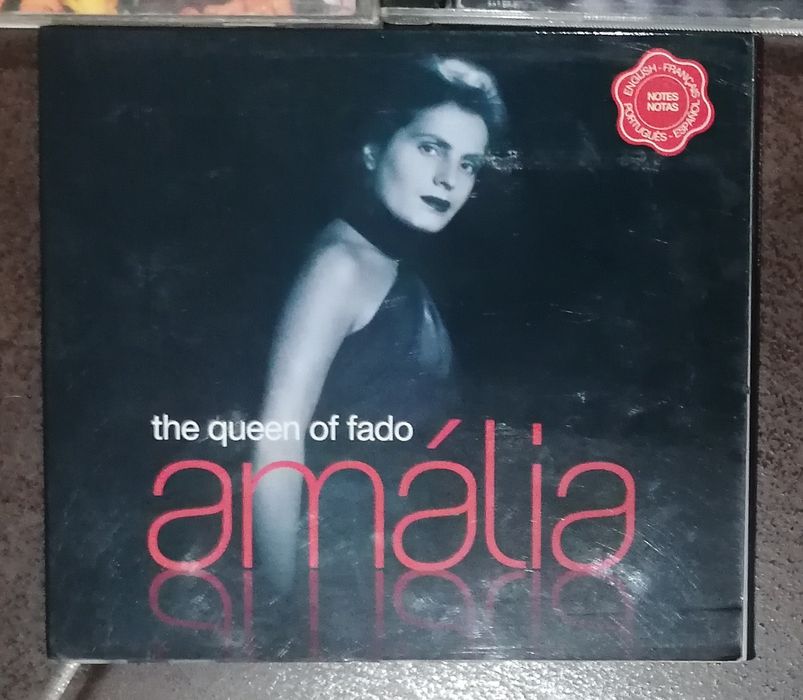 ENGLISH - FRANÇAIS
NOTES
NOTAS
PORTUGUÊS - ESPAÑOL
the queen of fado
amália